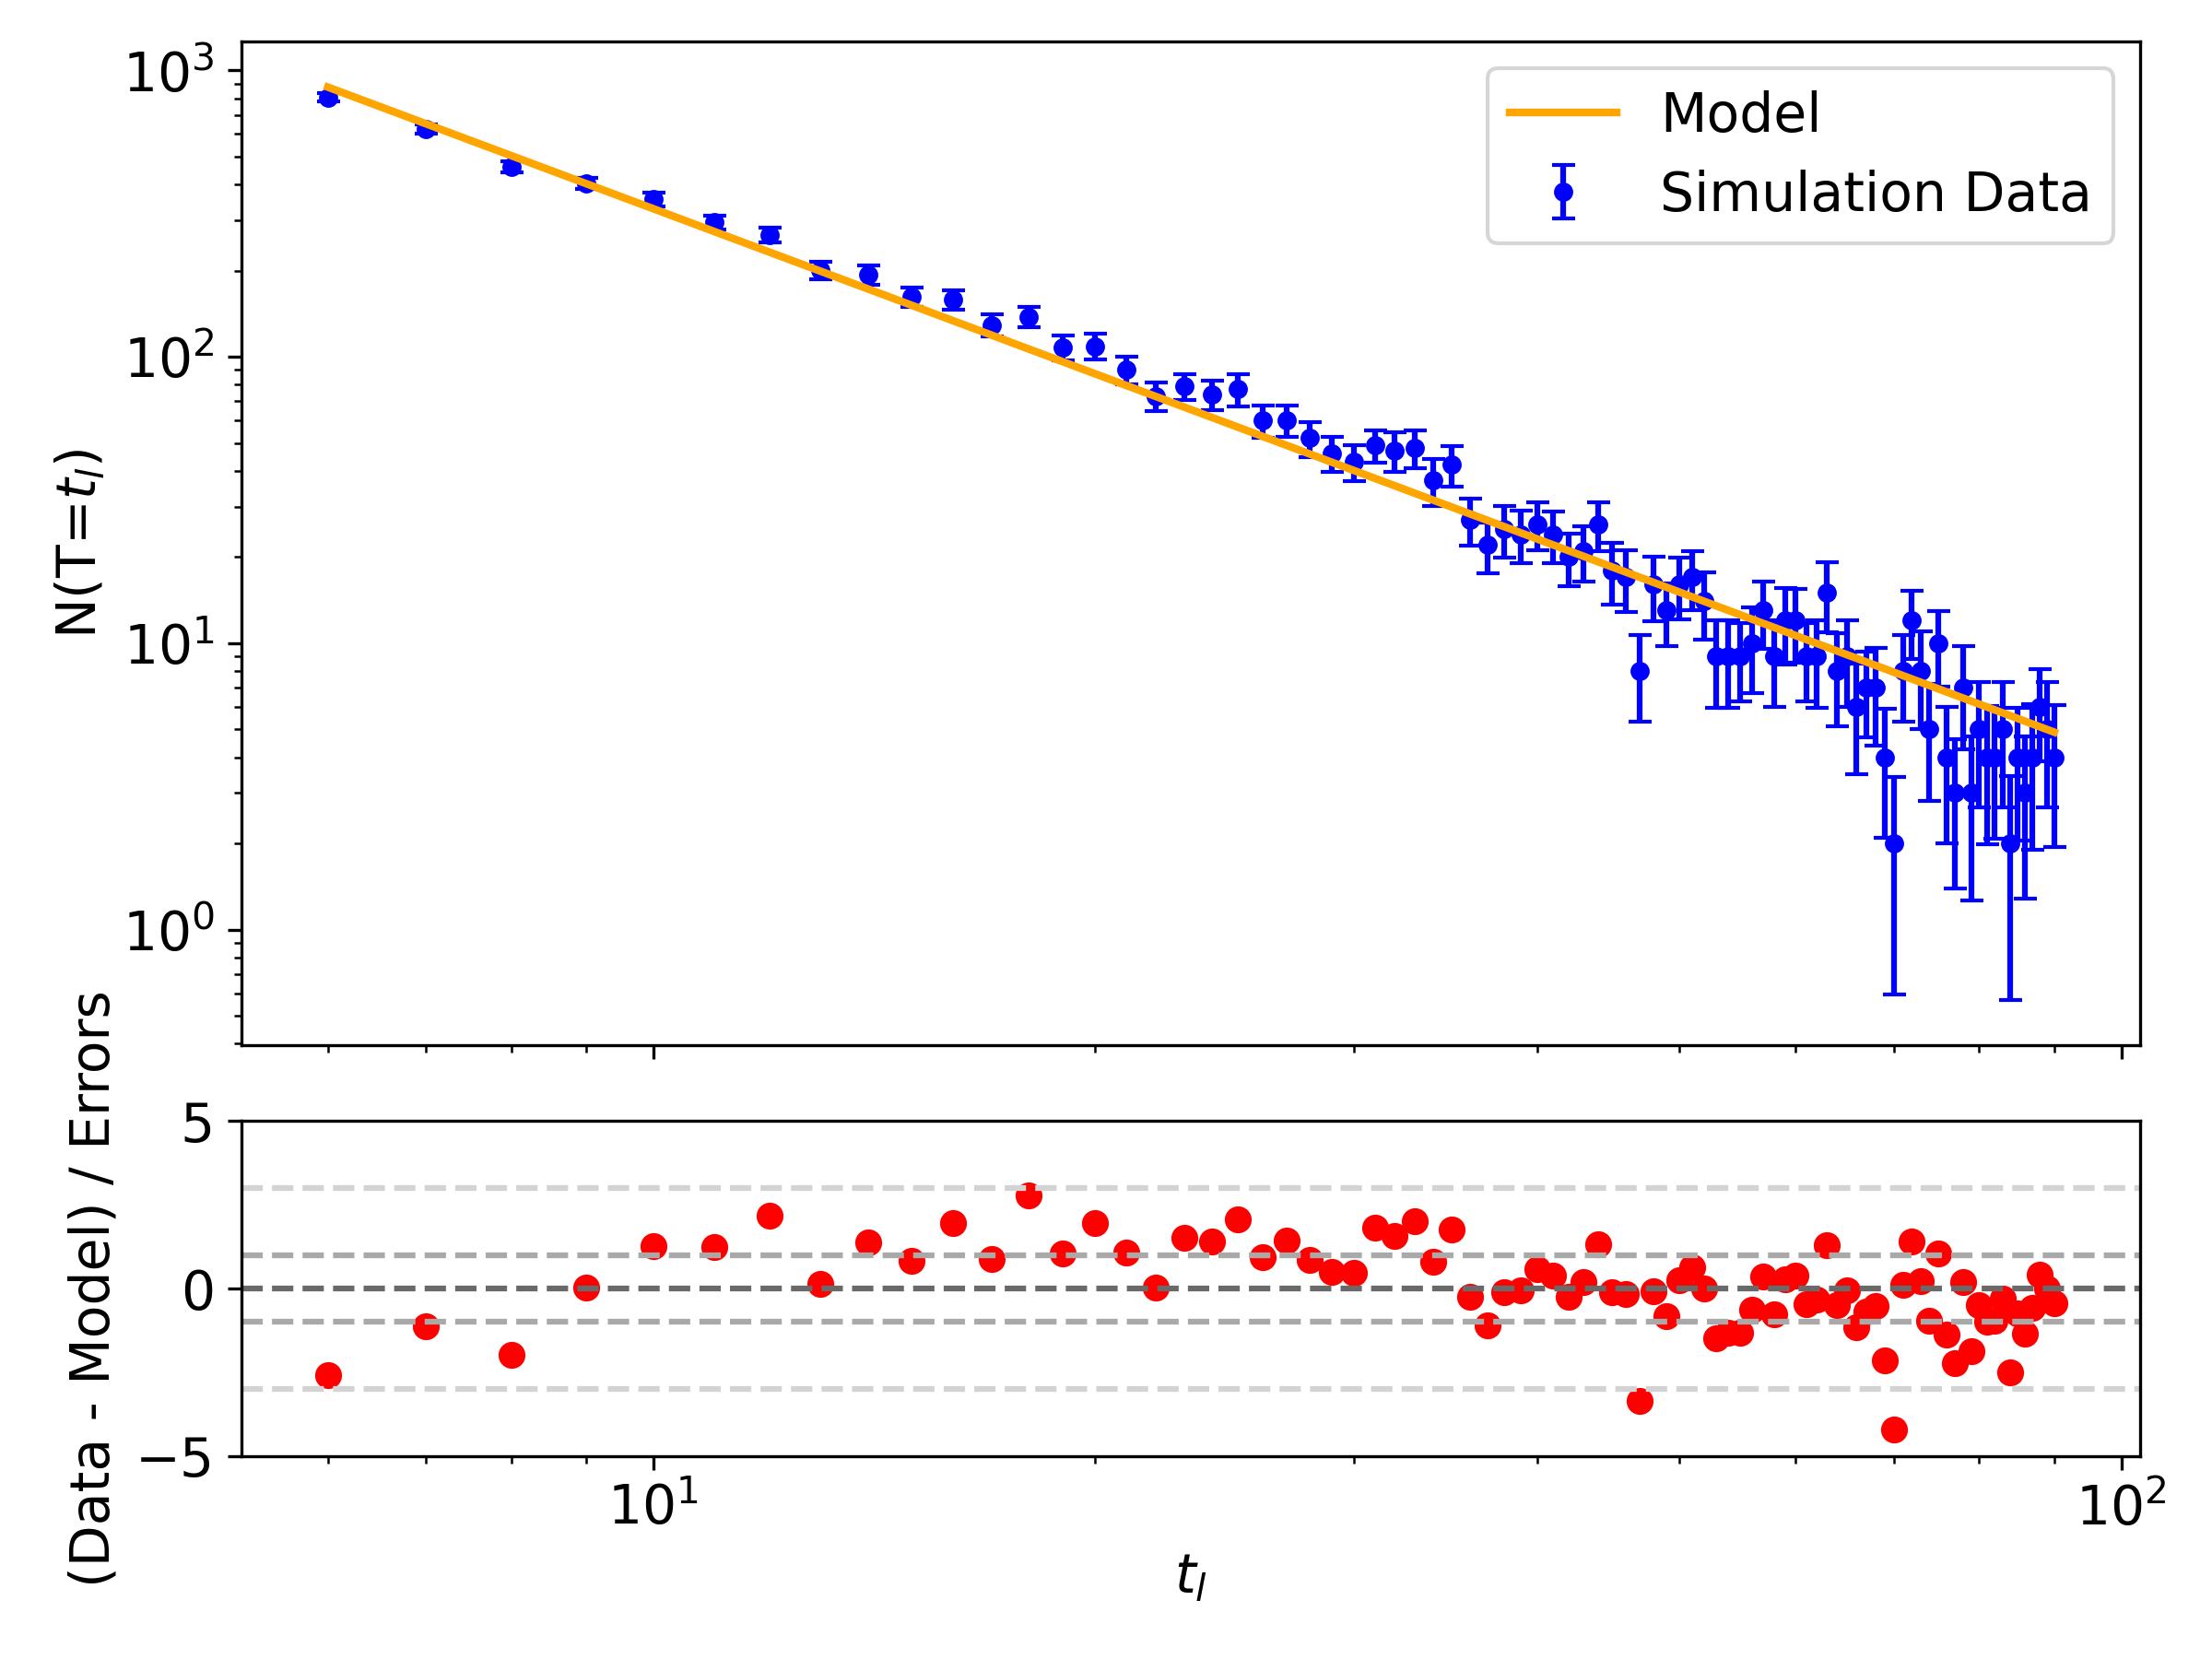 10³
10²
10¹
10⁰
N(T=tₗ)
Model
Simulation Data
5
0
−5
(Data - Model) / Errors
10¹
10²
tₗ